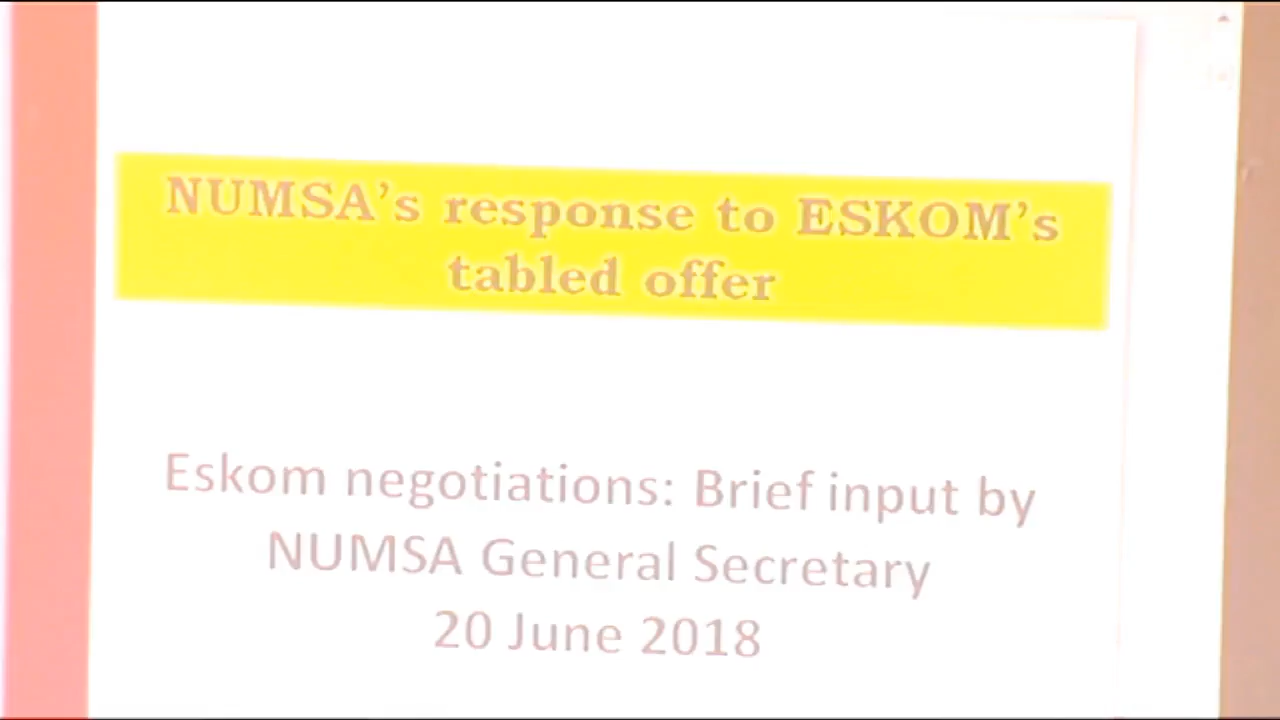 NUMSA's response to ESKOM's
tabled offer
Eskom negotiations: Brief input by
NUMSA General Secretary
20 June 2018